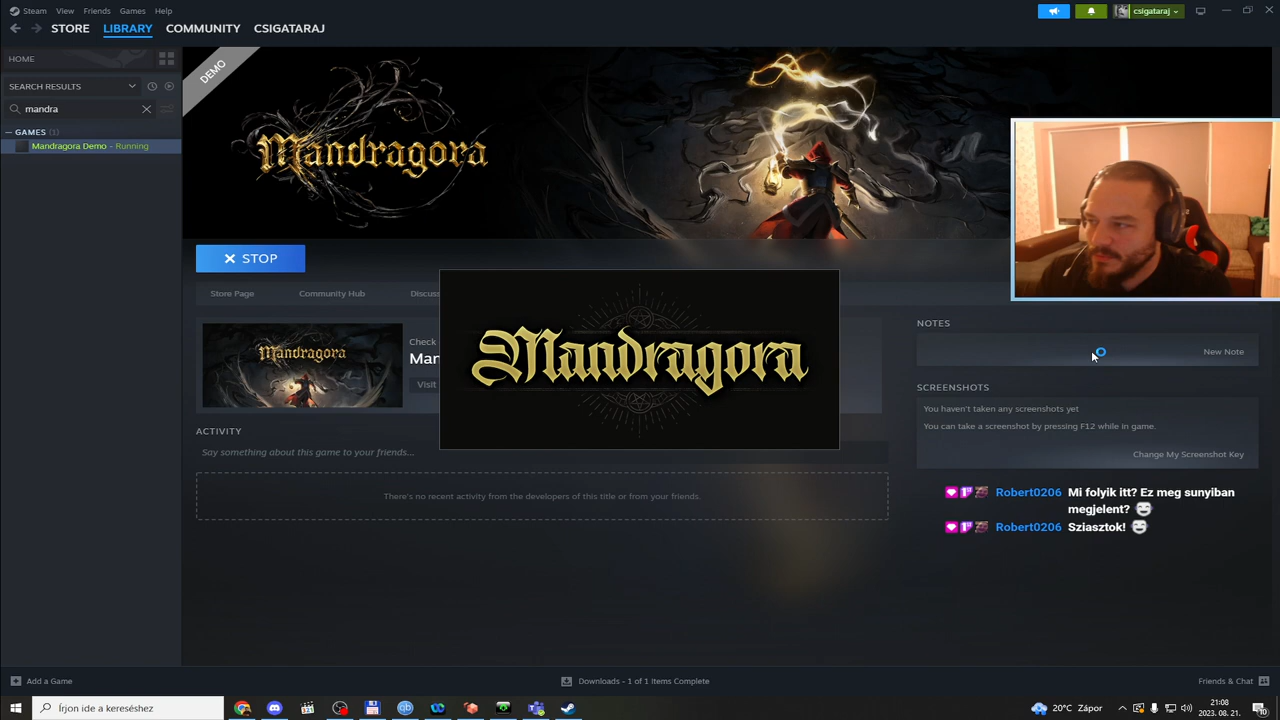 Steam View Friends Games Help
csigataraj
STORE LIBRARY COMMUNITY CSIGATARAJ
HOME
SEARCH RESULTS
mandra
GAMES (1)
Mandragora Demo - Running
DEMO
Mandragora
STOP
Store Page Community Hub Discus
Mandragora
Check
Man
Visit
Mandragora
ACTIVITY
Say something about this game to your friends...
There's no recent activity from the developers of this title or from your friends.
NOTES
New Note
SCREENSHOTS
You haven't taken any screenshots yet
You can take a screenshot by pressing F12 while in game.
Change My Screenshot Key
Robert0206 Mi folyik itt? Ez meg sunyiban
megjelent?
Robert0206 Sziasztok!
Add a Game
Downloads - 1 of 1 Items Complete
Friends & Chat
Írjon ide a kereséshez
20°C Zápor
21:08
2023. 08. 21.